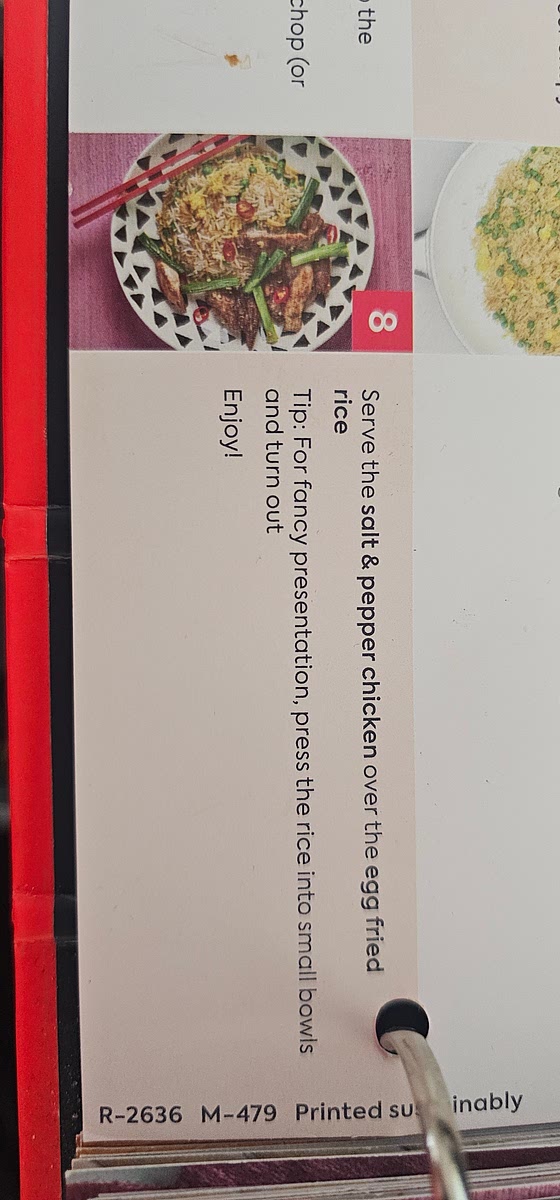 the
chop (or
8
Serve the salt & pepper chicken over the egg fried
rice
Tip: For fancy presentation, press the rice into small bowls
and turn out
Enjoy!
R-2636 M-479 Printed su inably